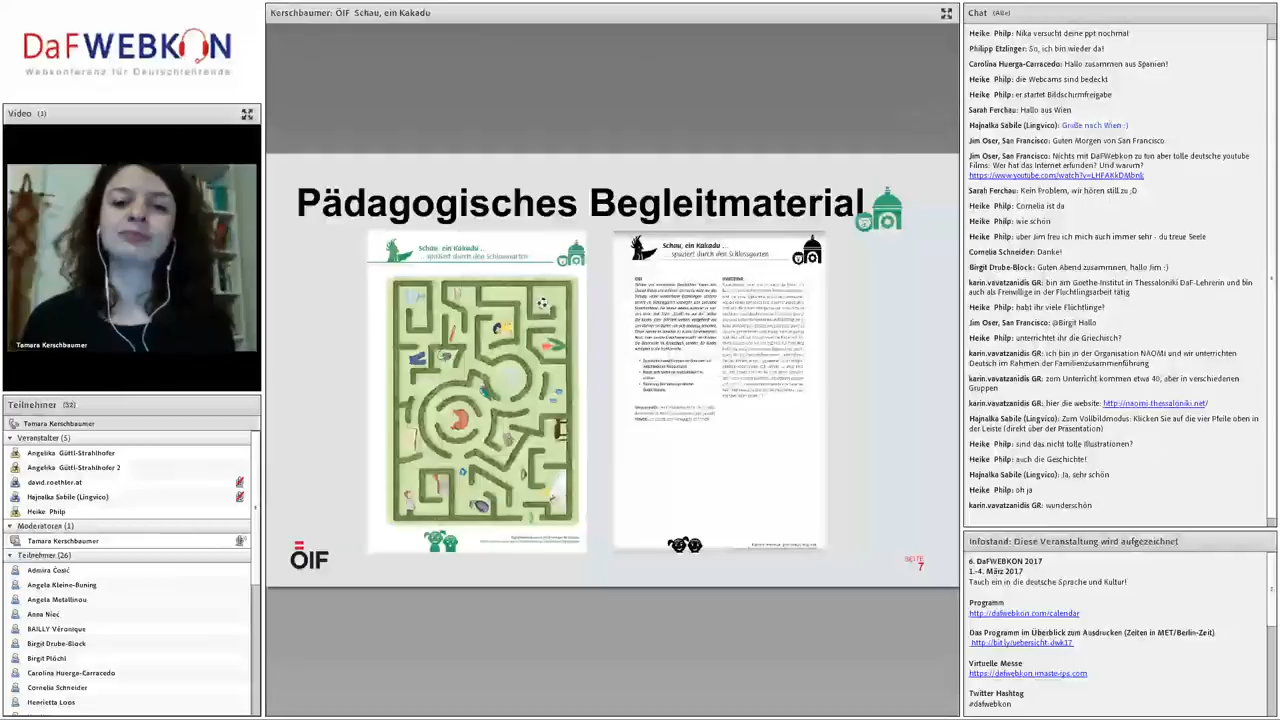 DaFWEBKON
Webkonferenz für Deutschlehrende
Video (1)
Tamara Kerschbaumer
Teilnehmer (32)
Tamara Kerschbaumer
Veranstalter (5)
Angelika Güttl-Strahlhofer
Angelika Güttl-Strahlhofer 2
david.roethler.at
Hajnalka Sabile (Lingvico)
Heike Philp
Moderatoren (1)
Tamara Kerschbaumer
Teilnehmer (26)
Admira Ćosić
Angela Kleine-Büning
Angela Metallinou
Anna Nieć
BAILLY Véronique
Birgit Drube-Block
Birgit Plöchl
Carolina Huerga-Carracedo
Cornelia Schneider
Henrietta Loos
Kerschbaumer: ÖIF Schau, ein Kakadu
Pädagogisches Begleitmaterial
Schau, ein Kakadu ...
... spaziert durch den Schlossgarten
Schau, ein Kakadu ...
... spaziert durch den Schlossgarten
ÖIF
SEITE
7
Chat (Alle)
Heike Philp: Nika versucht deine ppt nochmal
Philipp Etzlinger: So, ich bin wieder da!
Carolina Huerga-Carracedo: Hallo zusammen aus Spanien!
Heike Philp: die Webcams sind bedeckt
Heike Philp: er startet Bildschirmfreigabe
Sarah Ferchau: Hallo aus Wien
Hajnalka Sabile (Lingvico): Grüße nach Wien :)
Jim Oser, San Francisco: Guten Morgen von San Francisco
Jim Oser, San Francisco: Nichts mit DaFWebkon zu tun aber tolle deutsche youtube
Films: Wer hat das Internet erfunden? Und warum?
https://www.youtube.com/watch?v=LHFAKkDMbnk
Sarah Ferchau: Kein Problem, wir hören still zu ;D
Heike Philp: Cornelia ist da
Heike Philp: wie schön
Heike Philp: über Jim freu ich mich auch immer sehr - du treue Seele
Cornelia Schneider: Danke!
Birgit Drube-Block: Guten Abend zusammmen, hallo Jim :)
karin.vavatzanidis GR: bin am Goethe-Institut in Thessaloniki DaF-Lehrerin und bin
auch als Freiwillige in der Flüchtlingsarbeit tätig
Heike Philp: habt ihr viele Flüchtlinge?
Jim Oser, San Francisco: @Birgit Hallo
Heike Philp: unterrichtet ihr die Griechisch?
karin.vavatzanidis GR: ich bin in der Organisation NAOMI und wir unterrichten
Deutsch im Rahmen der Familienzusammenführung
karin.vavatzanidis GR: zum Unterricht kommen etwa 40, aber in verschiedenen
Gruppen
karin.vavatzanidis GR: hier die website: http://naomi-thessaloniki.net/
Hajnalka Sabile (Lingvico): Zum Vollbildmodus: Klicken Sie auf die vier Pfeile oben in
der Leiste (direkt über der Präsentation)
Heike Philp: sind das nicht tolle Illustrationen?
Heike Philp: auch die Geschichte!
Hajnalka Sabile (Lingvico): Ja, sehr schön
Heike Philp: oh ja
karin.vavatzanidis GR: wunderschön
Infostand: Diese Veranstaltung wird aufgezeichnet
6. DaFWEBKON 2017
1.-4. März 2017
Tauch ein in die deutsche Sprache und Kultur!
Programm
http://dafwebkon.com/calendar
Das Programm im Überblick zum Ausdrucken (Zeiten in MET/Berlin-Zeit)
http://bit.ly/uebersicht-dwk17
Virtuelle Messe
https://dafwebkon.imaste-ips.com
Twitter Hashtag
#dafwebkon